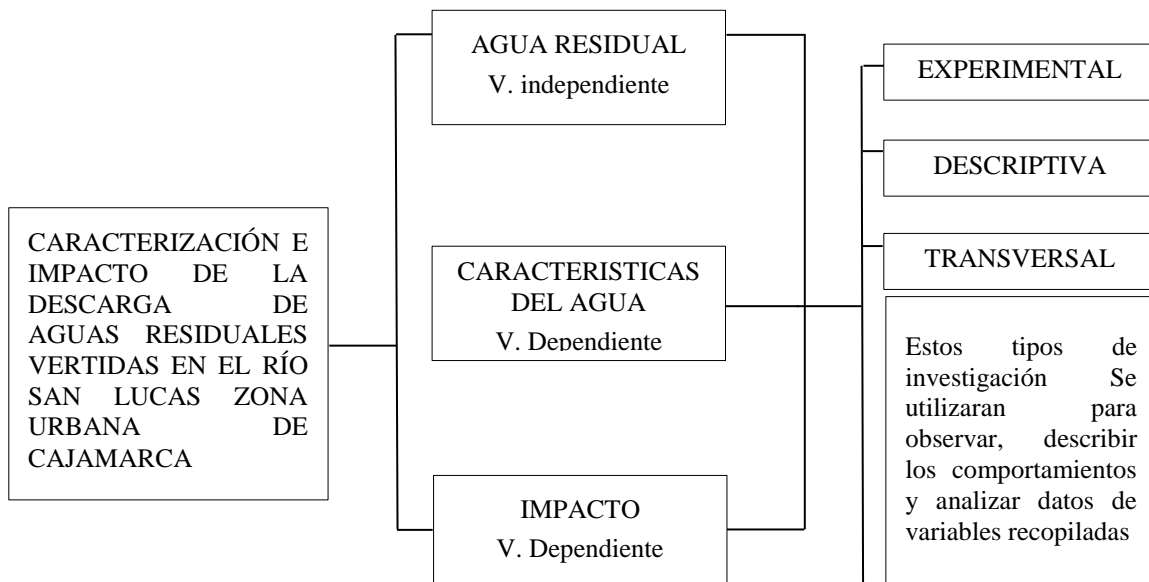 CARACTERIZACIÓN E
IMPACTO DE LA
DESCARGA DE
AGUAS RESIDUALES
VERTIDAS EN EL RÍO
SAN LUCAS ZONA
URBANA DE
CAJAMARCA
AGUA RESIDUAL
V. independiente
CARACTERISTICAS
DEL AGUA
V. Dependiente
IMPACTO
V. Dependiente
EXPERIMENTAL
DESCRIPTIVA
TRANSVERSAL
Estos tipos de
investigación Se
utilizaran para
observar, describir
los comportamientos
y analizar datos de
variables recopiladas